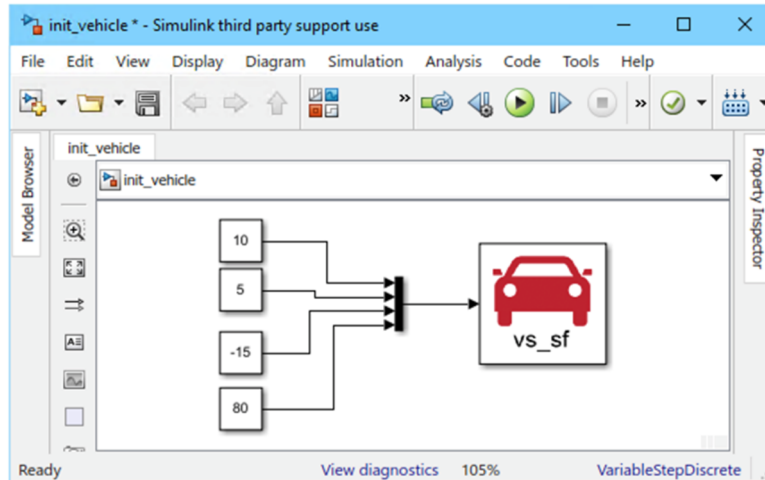 init_vehicle * - Simulink third party support use
File Edit View Display Diagram Simulation Analysis Code Tools Help
» »
init_vehicle
init_vehicle
Model Browser
Property Inspector
10
5
-15
80
vs_sf
Ready View diagnostics 105% VariableStepDiscrete